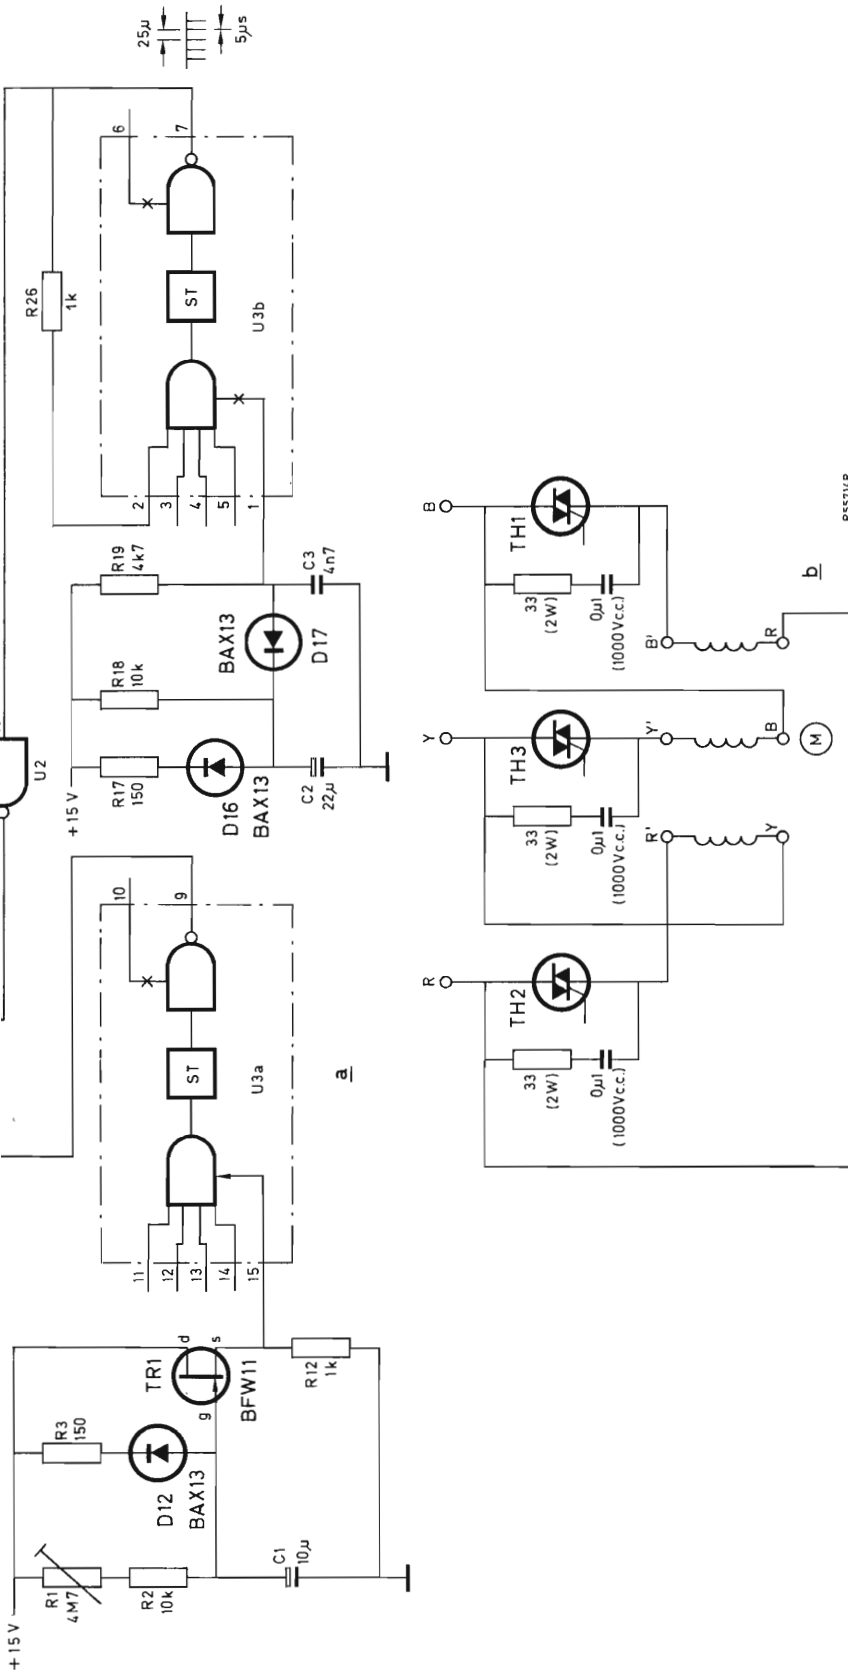 +15V
R1
4M7
R2
10k
C1
10µ
R3
150
D12
BAX13
TR1
BFW11
d
s
g
R12
1k
11
12
13
14
15
ST
U3a
10
9
a
U2
+15V
R17
150
D16
BAX13
C2
22µ
R18
10k
BAX13
D17
R19
4k7
C3
4n7
2
3
4
5
1
R26
1k
ST
U3b
6
7
25µ
5µs
R
TH2
33
(2W)
0µ1
(1000Vc.c.)
Y
TH3
33
(2W)
0µ1
(1000Vc.c.)
R'
Y
Y'
B
M
B
TH1
33
(2W)
0µ1
(1000Vc.c.)
B'
R
b